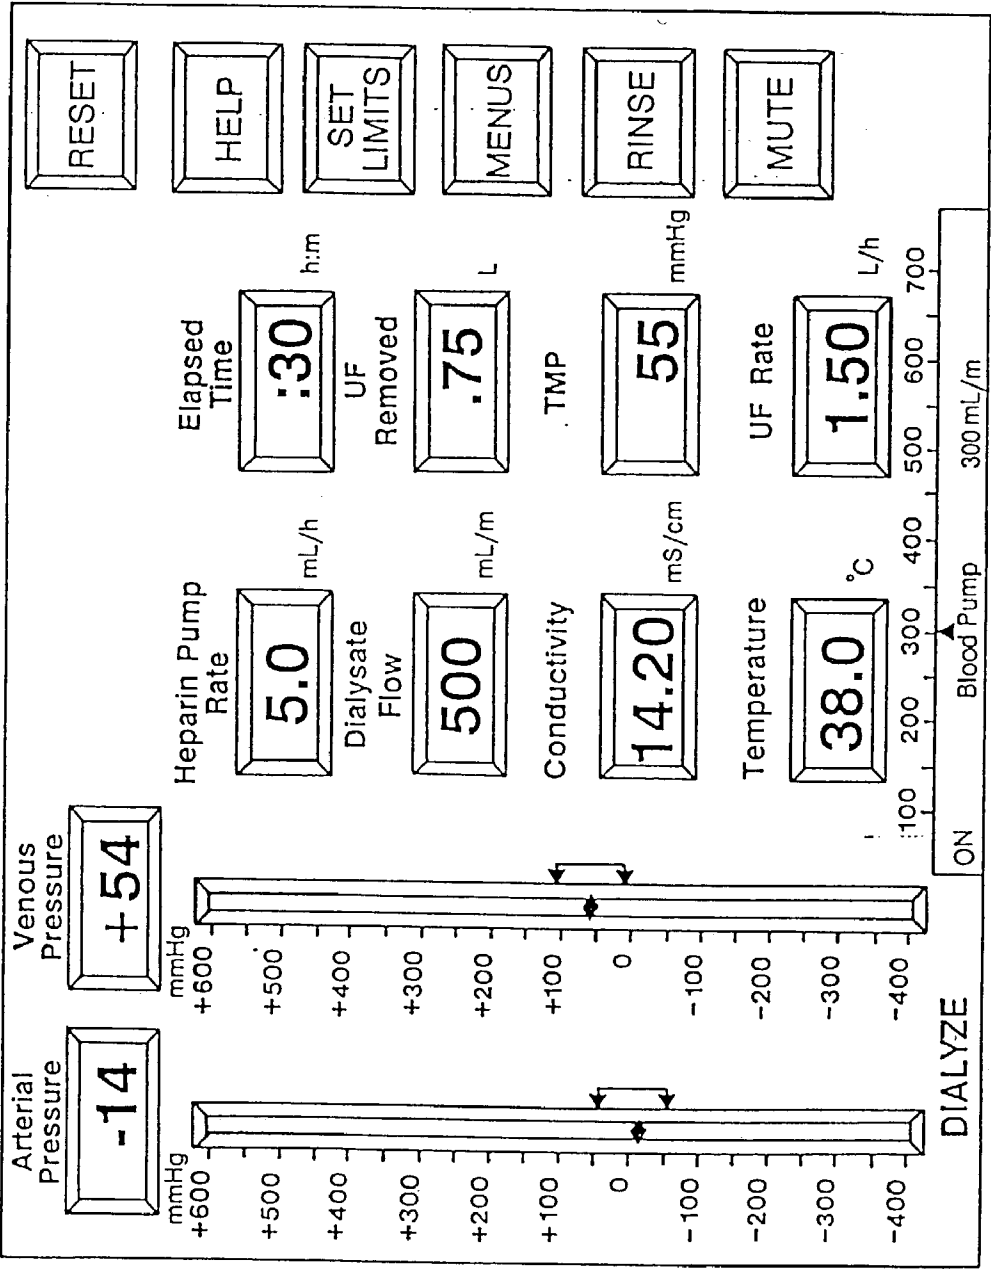 Arterial
Pressure
-14
mmHg
+600
+500
+400
+300
+200
+100
0
-100
-200
-300
-400
Venous
Pressure
+54
mmHg
+600
+500
+400
+300
+200
+100
0
-100
-200
-300
-400
Heparin Pump
Rate
5.0
mL/h
Dialysate
Flow
500
mL/m
Conductivity
14.20
mS/cm
Temperature
38.0
°C
Elapsed
Time
:30
h:m
UF
Removed
.75
L
TMP
55
mmHg
UF Rate
1.50
L/h
RESET
HELP
SET
LIMITS
MENUS
RINSE
MUTE
100 200 300 400 500 600 700
DIALYZE
ON Blood Pump 300 mL/m